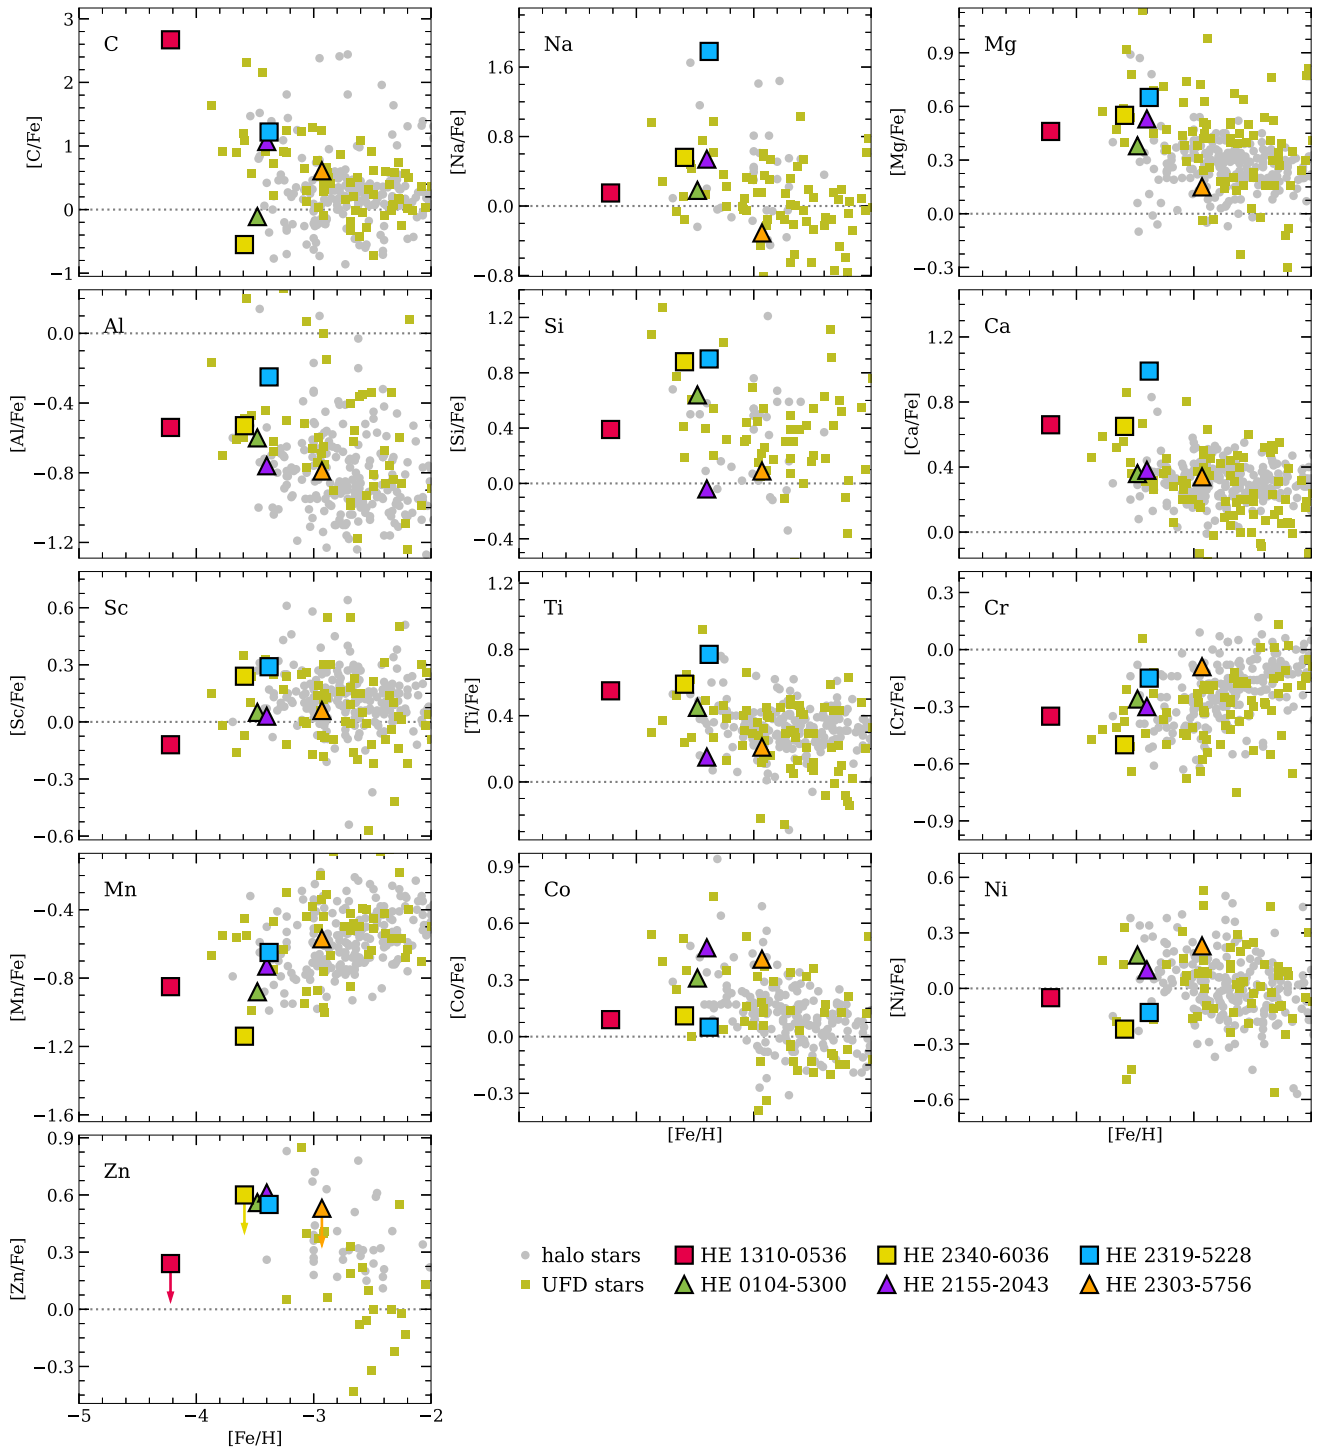 C
Na
Mg
[C/Fe]
3
2
1
0
−1
[Na/Fe]
1.6
0.8
0.0
−0.8
[Mg/Fe]
0.9
0.6
0.3
0.0
−0.3
Al
Si
Ca
[Al/Fe]
0.0
−0.4
−0.8
−1.2
[Si/Fe]
1.2
0.8
0.4
0.0
−0.4
[Ca/Fe]
1.2
0.8
0.4
0.0
Sc
Ti
Cr
[Sc/Fe]
0.6
0.3
0.0
−0.3
−0.6
[Ti/Fe]
1.2
0.8
0.4
0.0
[Cr/Fe]
0.3
0.0
−0.3
−0.6
−0.9
Mn
Co
Ni
[Mn/Fe]
−0.4
−0.8
−1.2
−1.6
[Co/Fe]
0.9
0.6
0.3
0.0
−0.3
[Fe/H]
[Ni/Fe]
0.6
0.3
0.0
−0.3
−0.6
[Fe/H]
Zn
[Zn/Fe]
0.9
0.6
0.3
0.0
−0.3
−5
−4
−3
−2
[Fe/H]
halo stars
HE 1310-0536
HE 2340-6036
HE 2319-5228
UFD stars
HE 0104-5300
HE 2155-2043
HE 2303-5756